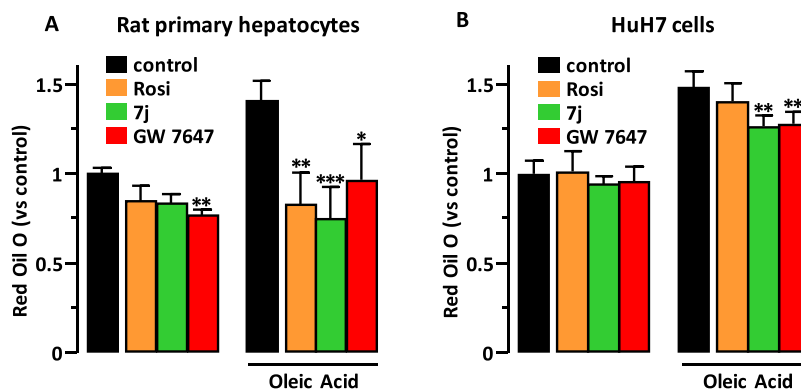 A Rat primary hepatocytes
Red Oil O (vs control)
1.5
1
0.5
0
control
Rosi
7j
GW 7647
**
**
***
*
Oleic Acid
B HuH7 cells
Red Oil O (vs control)
1.5
1
0.5
0
control
Rosi
7j
GW 7647
**
**
Oleic Acid